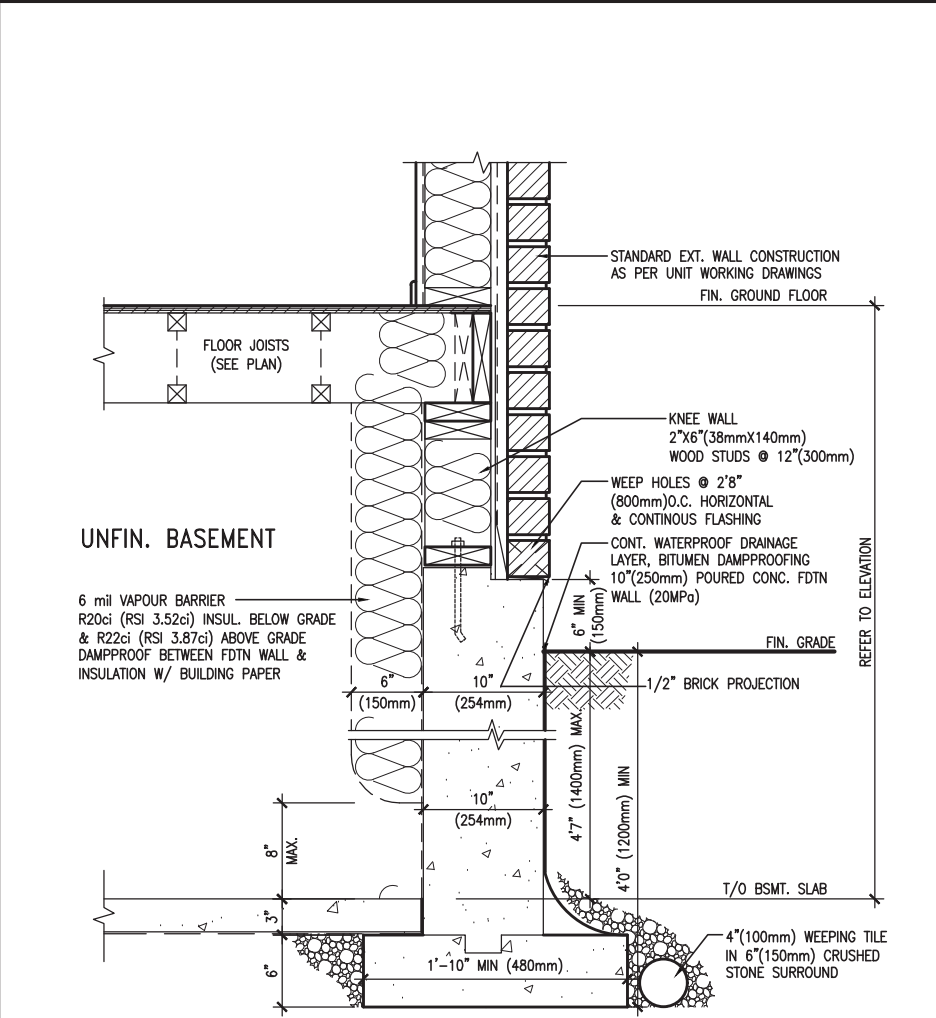 STANDARD EXT. WALL CONSTRUCTION
AS PER UNIT WORKING DRAWINGS
FIN. GROUND FLOOR
FLOOR JOISTS
(SEE PLAN)
KNEE WALL
2"X6"(38mmX140mm)
WOOD STUDS @ 12"(300mm)
WEEP HOLES @ 2'8"
(800mm)O.C. HORIZONTAL
& CONTINOUS FLASHING
UNFIN. BASEMENT
CONT. WATERPROOF DRAINAGE
LAYER, BITUMEN DAMPPROOFING
10"(250mm) POURED CONC. FDTN
WALL (20MPa)
6" MIN
(150mm)
REFER TO ELEVATION
6 mil VAPOUR BARRIER
R20ci (RSI 3.52ci) INSUL. BELOW GRADE
& R22ci (RSI 3.87ci) ABOVE GRADE
DAMPPROOF BETWEEN FDTN WALL &
INSULATION W/ BUILDING PAPER
FIN. GRADE
6"
(150mm)
10"
(254mm)
1/2" BRICK PROJECTION
4'7" (1400mm) MAX.
4'0" (1200mm) MIN
10"
(254mm)
8"
MAX.
T/O BSMT. SLAB
3"
6"
1'-10" MIN (480mm)
4"(100mm) WEEPING TILE
IN 6"(150mm) CRUSHED
STONE SURROUND